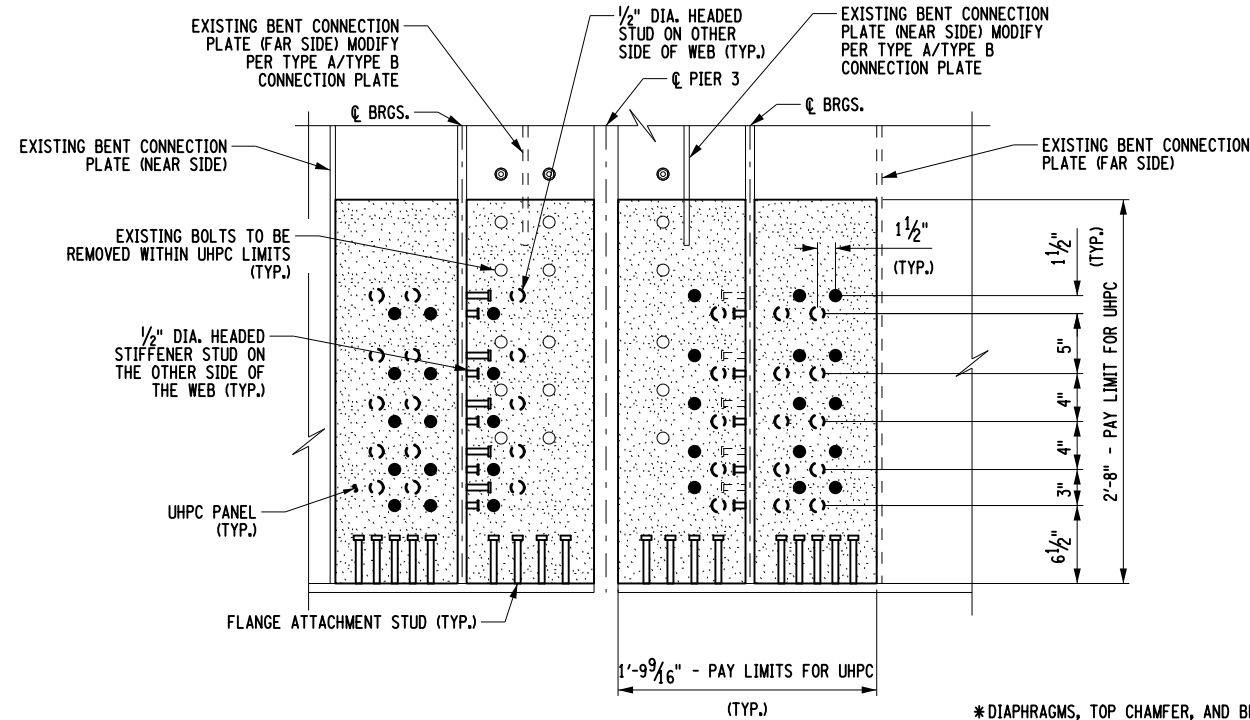 EXISTING BENT CONNECTION
PLATE (FAR SIDE) MODIFY
PER TYPE A/TYPE B
CONNECTION PLATE
1/2" DIA. HEADED
STUD ON OTHER
SIDE OF WEB (TYP.)
EXISTING BENT CONNECTION
PLATE (NEAR SIDE) MODIFY
PER TYPE A/TYPE B
CONNECTION PLATE
℄ PIER 3
℄ BRGS.
℄ BRGS.
EXISTING BENT CONNECTION
PLATE (NEAR SIDE)
EXISTING BENT CONNECTION
PLATE (FAR SIDE)
EXISTING BOLTS TO BE
REMOVED WITHIN UHPC LIMITS
(TYP.)
1 1/2"
(TYP.)
1 1/2"
(TYP.)
1/2" DIA. HEADED
STIFFENER STUD ON
THE OTHER SIDE OF
THE WEB (TYP.)
5"
4"
4"
3"
6 1/2"
2'-8" - PAY LIMIT FOR UHPC
UHPC PANEL
(TYP.)
FLANGE ATTACHMENT STUD (TYP.)
1'-9 9/16" - PAY LIMITS FOR UHPC
(TYP.)
*DIAPHRAGMS, TOP CHAMFER, AND